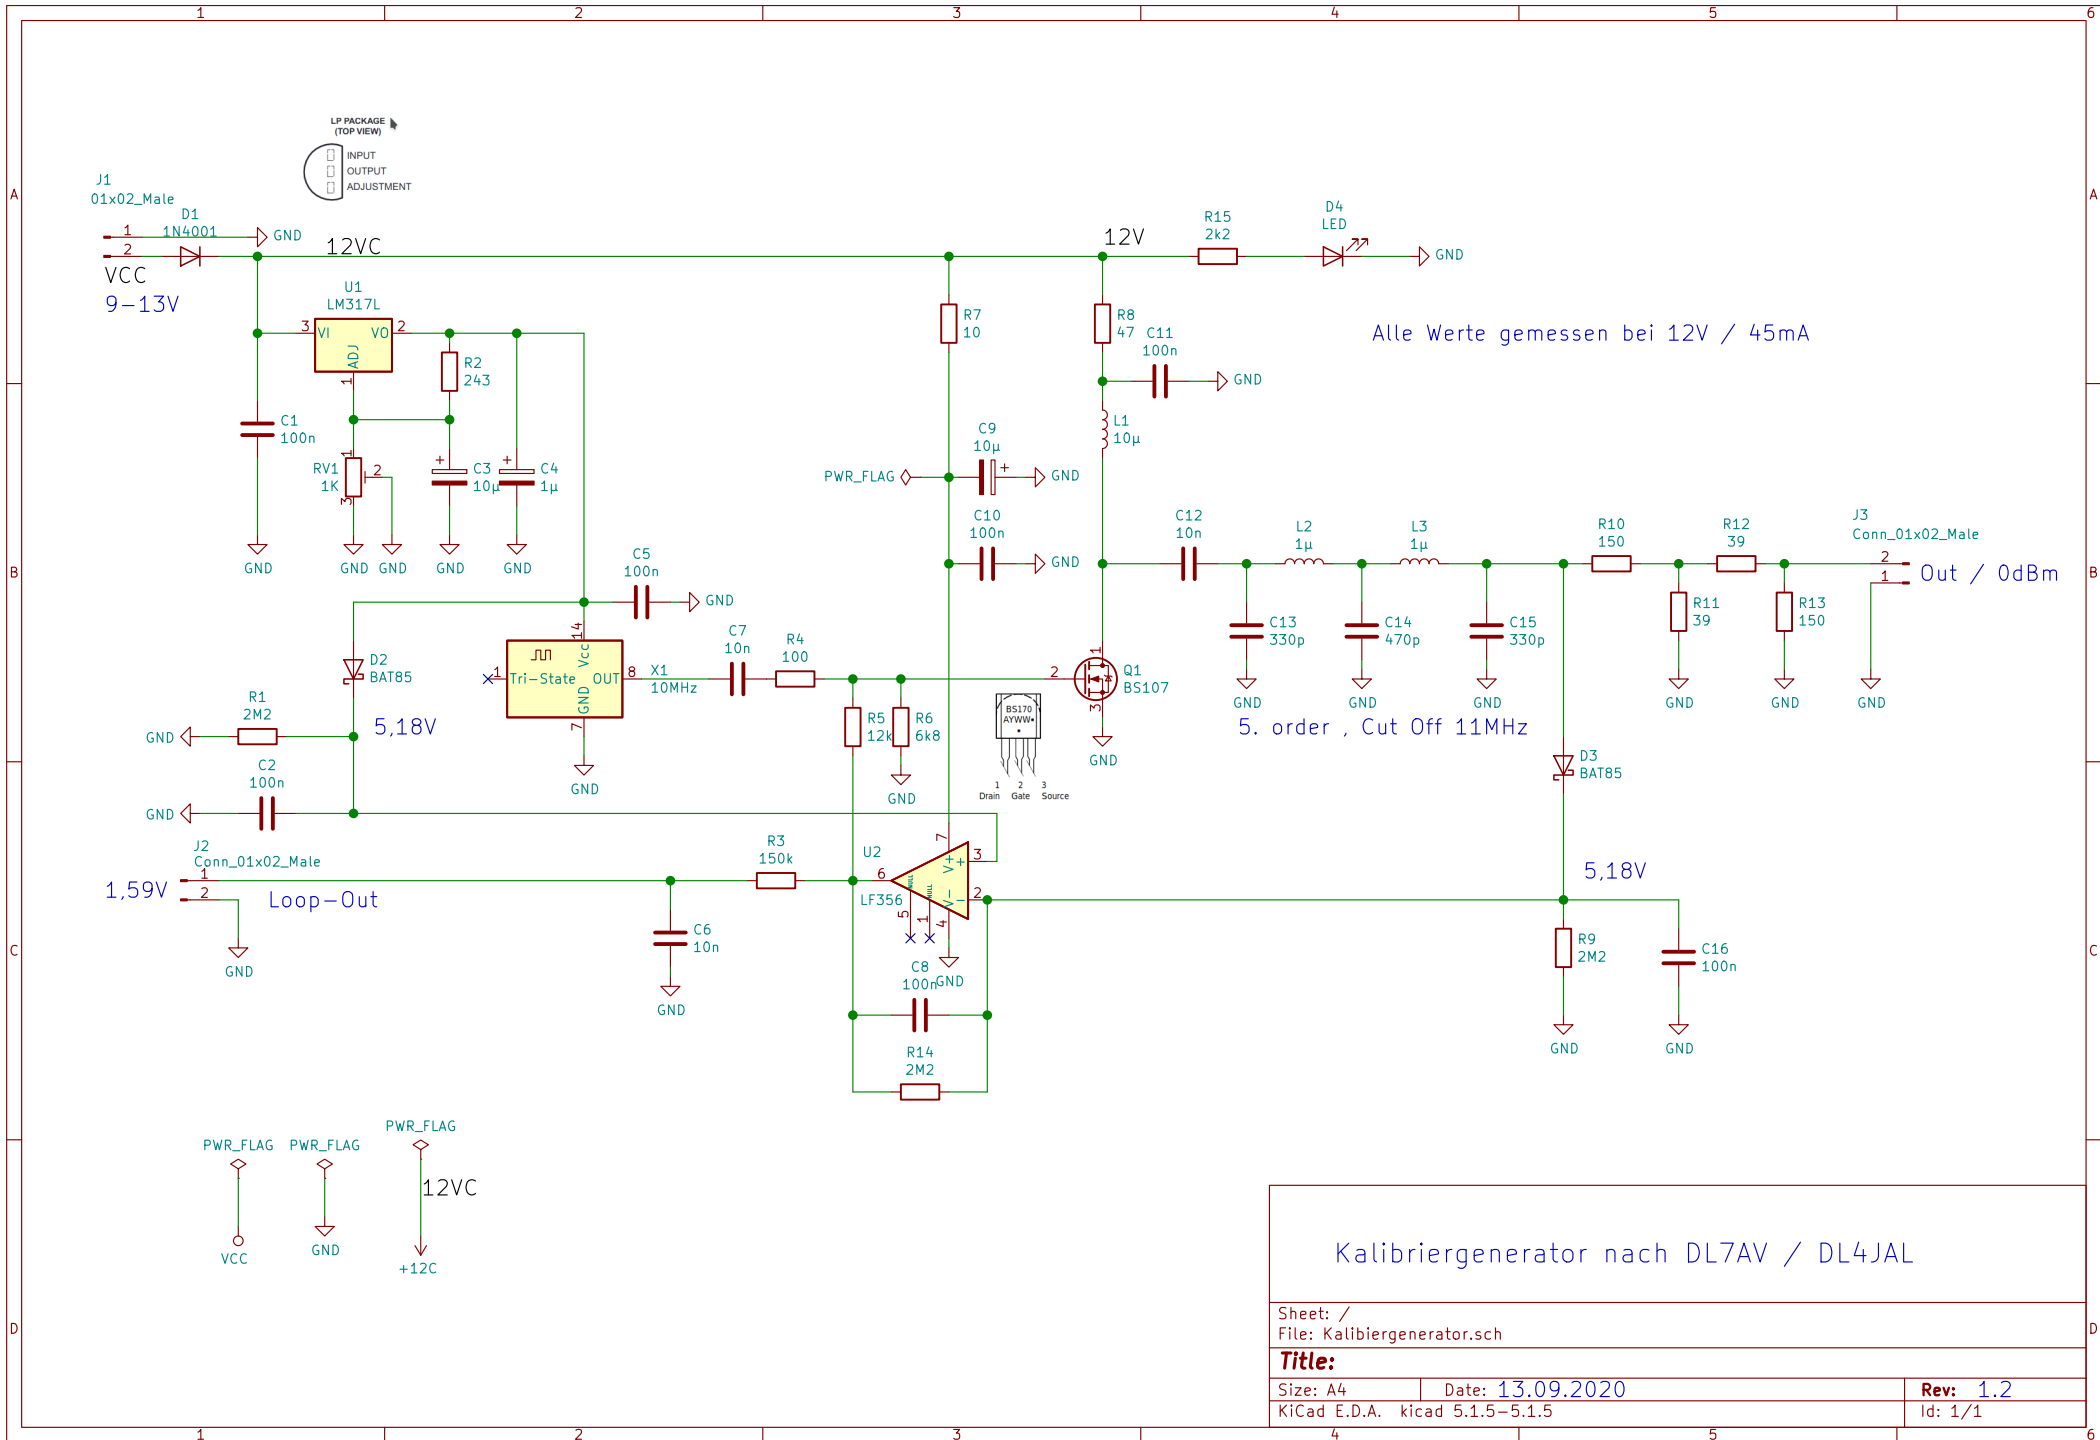 1 2 3 4 5 6
A
B
C
D
A
B
C
D
LP PACKAGE
(TOP VIEW)
INPUT
OUTPUT
ADJUSTMENT
J1
01x02_Male
D1
1N4001
1
2
GND
VCC
9-13V
12VC
12V
R15
2k2
D4
LED
GND
U1
LM317L
3
VI
VO
2
ADJ
1
R2
243
C1
100n
RV1
1K
1
2
3
C3
10µ
C4
1µ
GND
GND
GND
GND
GND
R7
10
R8
47
C11
100n
GND
Alle Werte gemessen bei 12V / 45mA
L1
10µ
C9
10µ
PWR_FLAG
GND
C10
100n
GND
C12
10n
L2
1µ
L3
1µ
R10
150
R12
39
J3
Conn_01x02_Male
2
1
Out / 0dBm
C5
100n
GND
D2
BAT85
14
Vcc
1
Tri-State
OUT
8
GND
7
X1
10MHz
GND
C7
10n
R4
100
R5
12k
R6
6k8
GND
2
1
3
Q1
BS107
GND
BS170
AYWW
1 2 3
Drain Gate Source
C13
330p
C14
470p
C15
330p
R11
39
R13
150
GND
GND
GND
GND
GND
GND
5. order , Cut Off 11MHz
R1
2M2
GND
5,18V
C2
100n
GND
D3
BAT85
J2
Conn_01x02_Male
1
2
1,59V
Loop-Out
GND
R3
150k
U2
LF356
6
7
V+
+
3
2
-
V-
4
NULL
NULL
5
1
GND
C6
10n
GND
C8
100n
R14
2M2
5,18V
R9
2M2
C16
100n
GND
GND
PWR_FLAG
PWR_FLAG
PWR_FLAG
12VC
VCC
GND
+12C
Kalibriergenerator nach DL7AV / DL4JAL
Sheet: /
File: Kalibiergenerator.sch
Title:
Size: A4
Date: 13.09.2020
Rev: 1.2
KiCad E.D.A. kicad 5.1.5-5.1.5
Id: 1/1
1 2 3 4 5 6